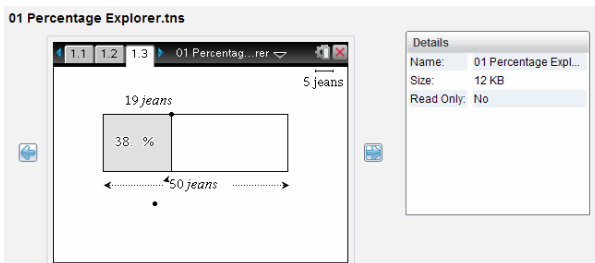 01 Percentage Explorer.tns
1.1 1.2 1.3 01 Percentag...rer
5 jeans
19 jeans
38. %
50 jeans
Details
Name: 01 Percentage Expl...
Size: 12 KB
Read Only: No